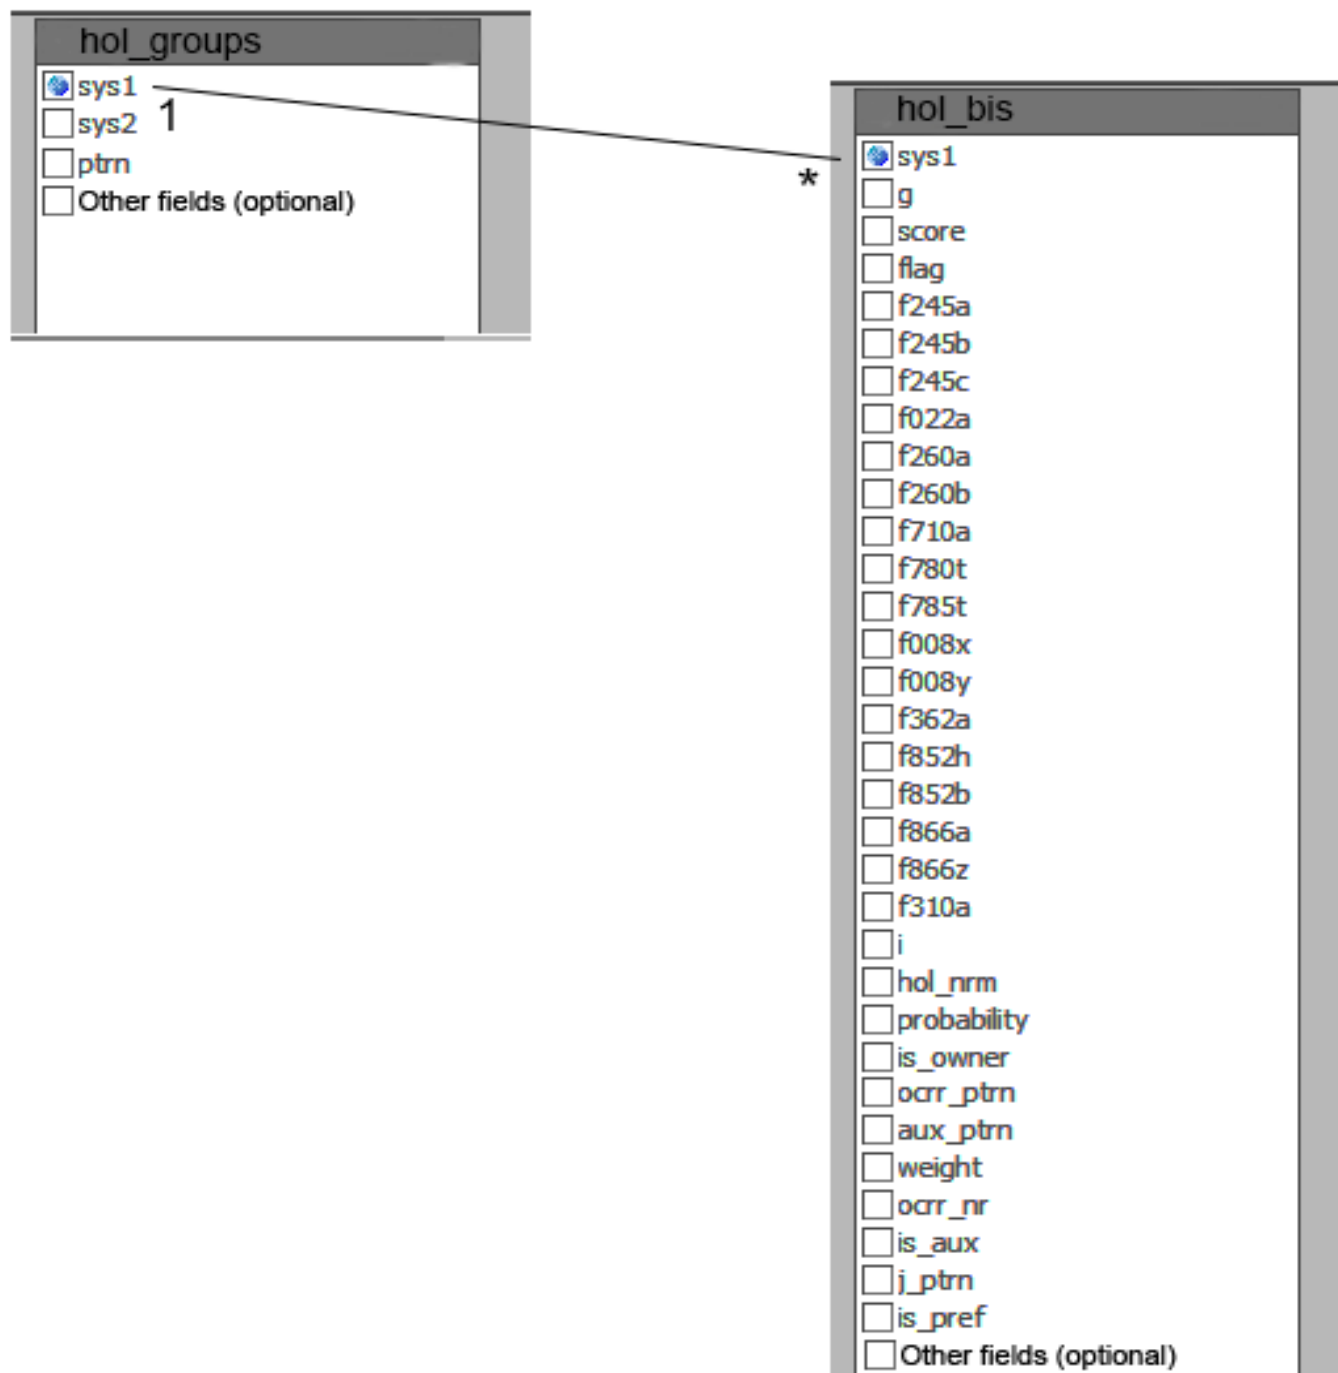 hol_groups
sys1
1
sys2
ptrn
Other fields (optional)
hol_bis
*
sys1
g
score
flag
f245a
f245b
f245c
f022a
f260a
f260b
f710a
f780t
f785t
f008x
f008y
f362a
f852h
f852b
f866a
f866z
f310a
i
hol_nrm
probability
is_owner
ocrr_ptrn
aux_ptrn
weight
ocrr_nr
is_aux
j_ptrn
is_pref
Other fields (optional)